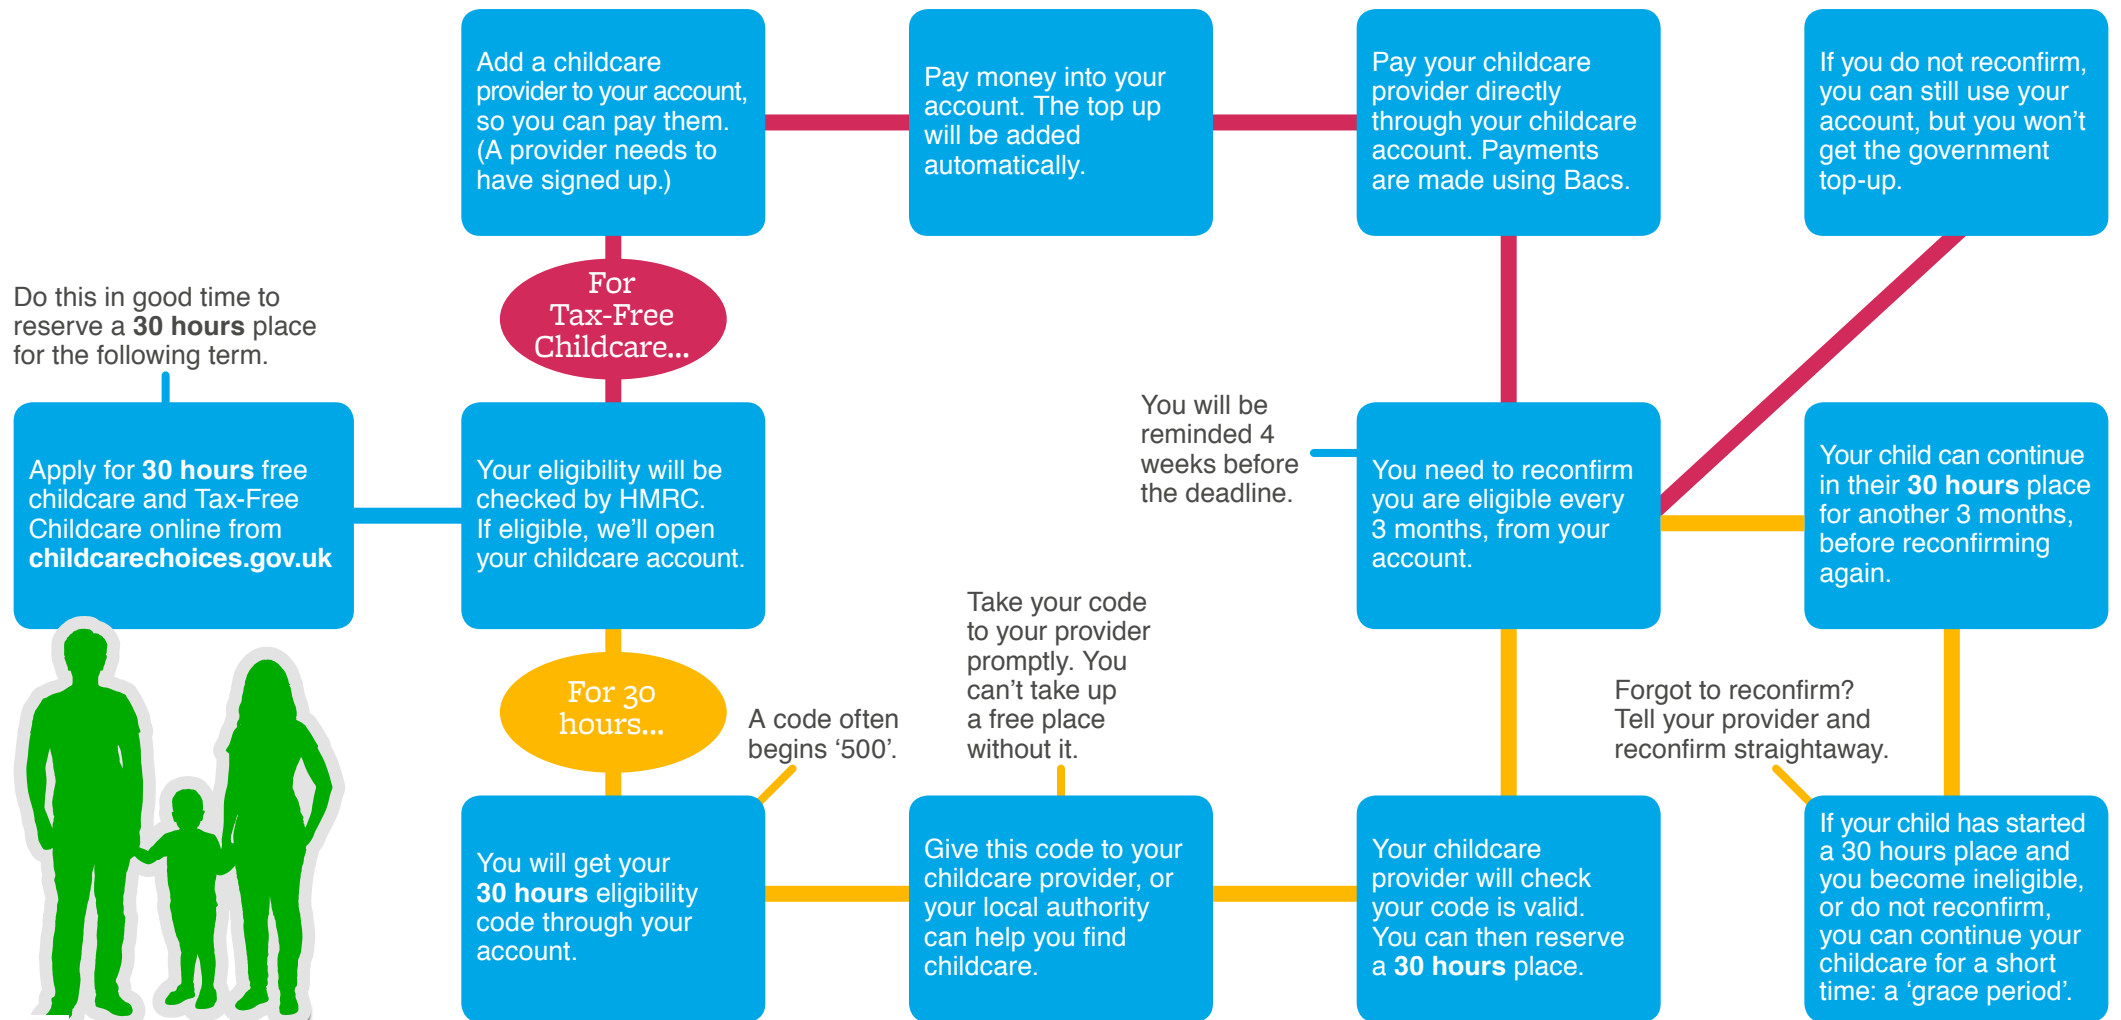 Do this in good time to
reserve a 30 hours place
for the following term.
Apply for 30 hours free
childcare and Tax-Free
Childcare online from
childcarechoices.gov.uk
Your eligibility will be
checked by HMRC.
If eligible, we'll open
your childcare account.
For
Tax-Free
Childcare...
Add a childcare
provider to your account,
so you can pay them.
(A provider needs to
have signed up.)
Pay money into your
account. The top up
will be added
automatically.
Pay your childcare
provider directly
through your childcare
account. Payments
are made using Bacs.
For 30
hours...
You will get your
30 hours eligibility
code through your
account.
A code often
begins ‘500’.
Give this code to your
childcare provider, or
your local authority
can help you find
childcare.
Take your code
to your provider
promptly. You
can't take up
a free place
without it.
Your childcare
provider will check
your code is valid.
You can then reserve
a 30 hours place.
You need to reconfirm
you are eligible every
3 months, from your
account.
You will be
reminded 4
weeks before
the deadline.
If you do not reconfirm,
you can still use your
account, but you won't
get the government
top-up.
Your child can continue
in their 30 hours place
for another 3 months,
before reconfirming
again.
If your child has started
a 30 hours place and
you become ineligible,
or do not reconfirm,
you can continue your
childcare for a short
time: a ‘grace period’.
Forgot to reconfirm?
Tell your provider and
reconfirm straightaway.